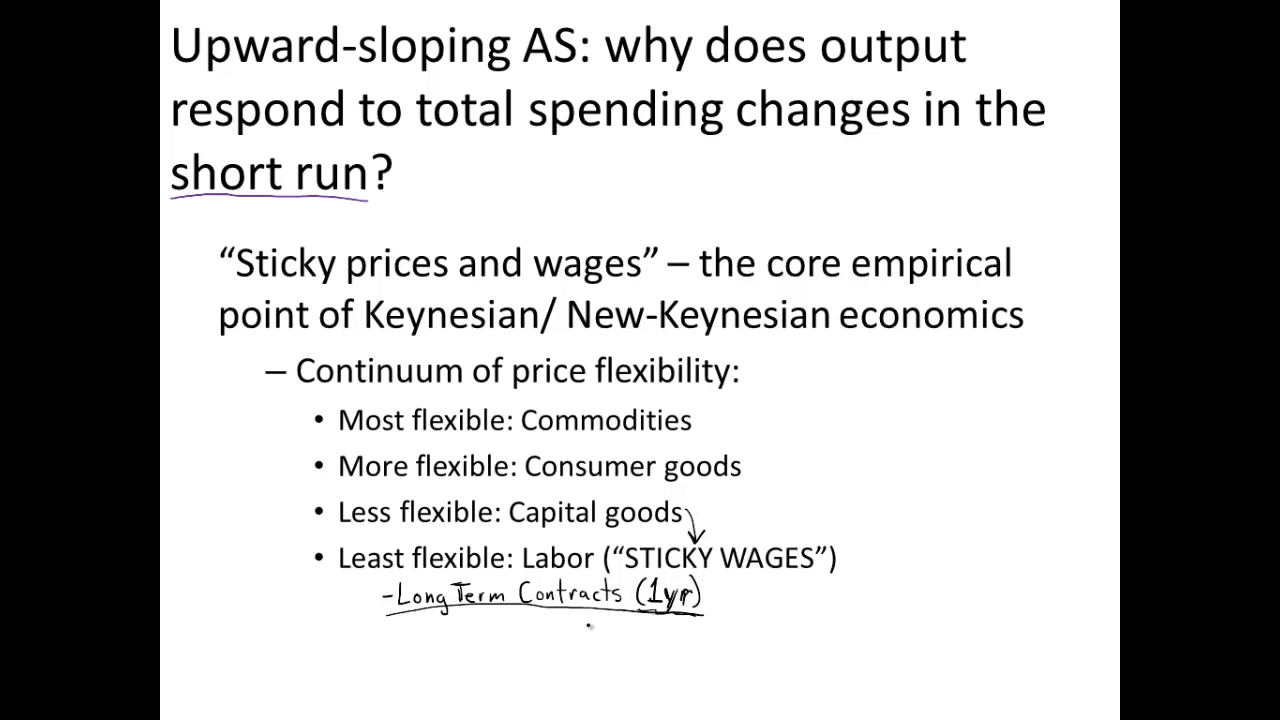 Upward-sloping AS: why does output
respond to total spending changes in the
short run?
“Sticky prices and wages” – the core empirical
point of Keynesian/ New-Keynesian economics
– Continuum of price flexibility:
• Most flexible: Commodities
• More flexible: Consumer goods
• Less flexible: Capital goods
• Least flexible: Labor (“STICKY WAGES”)
-Long Term Contracts (1yr)